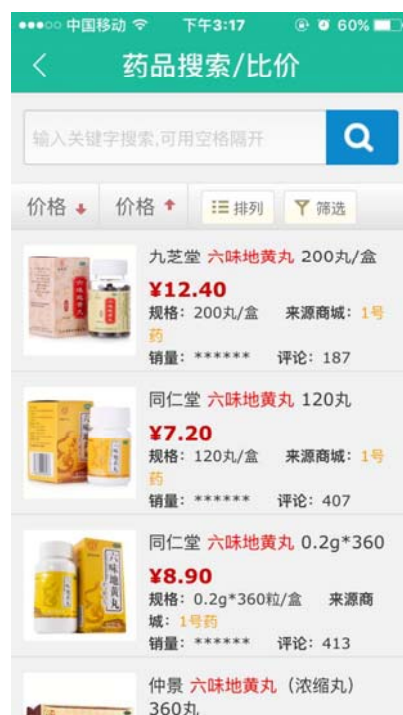 中国移动 下午3:17 60%
药品搜索/比价
输入关键字搜索,可用空格隔开
价格 价格 排列 筛选
九芝堂 六味地黄丸 200丸/盒
¥12.40
规格：200丸/盒 来源商城：1号
药
销量：****** 评论：187
同仁堂 六味地黄丸 120丸
¥7.20
规格：120丸/盒 来源商城：1号
药
销量：****** 评论：407
同仁堂 六味地黄丸 0.2g*360
¥8.90
规格：0.2g*360粒/盒 来源商
城：1号药
销量：****** 评论：413
六味地黄丸
仲景 六味地黄丸（浓缩丸）
360丸